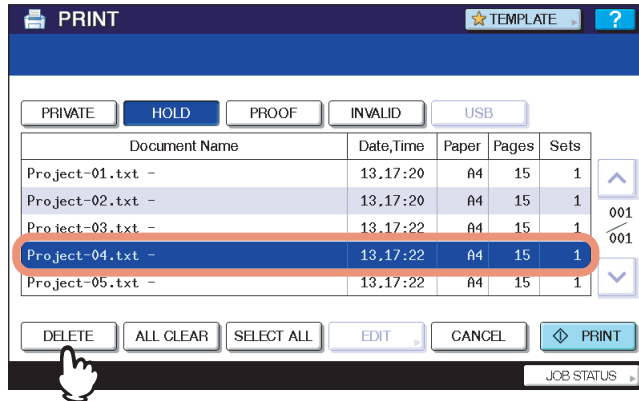 PRINT TEMPLATE ?
PRIVATE HOLD PROOF INVALID USB
Document Name Date,Time Paper Pages Sets
Project-01.txt - 13,17:20 A4 15 1
Project-02.txt - 13,17:20 A4 15 1
Project-03.txt - 13,17:22 A4 15 1
Project-04.txt - 13,17:22 A4 15 1
Project-05.txt - 13,17:22 A4 15 1
001
001
DELETE ALL CLEAR SELECT ALL EDIT CANCEL PRINT
JOB STATUS